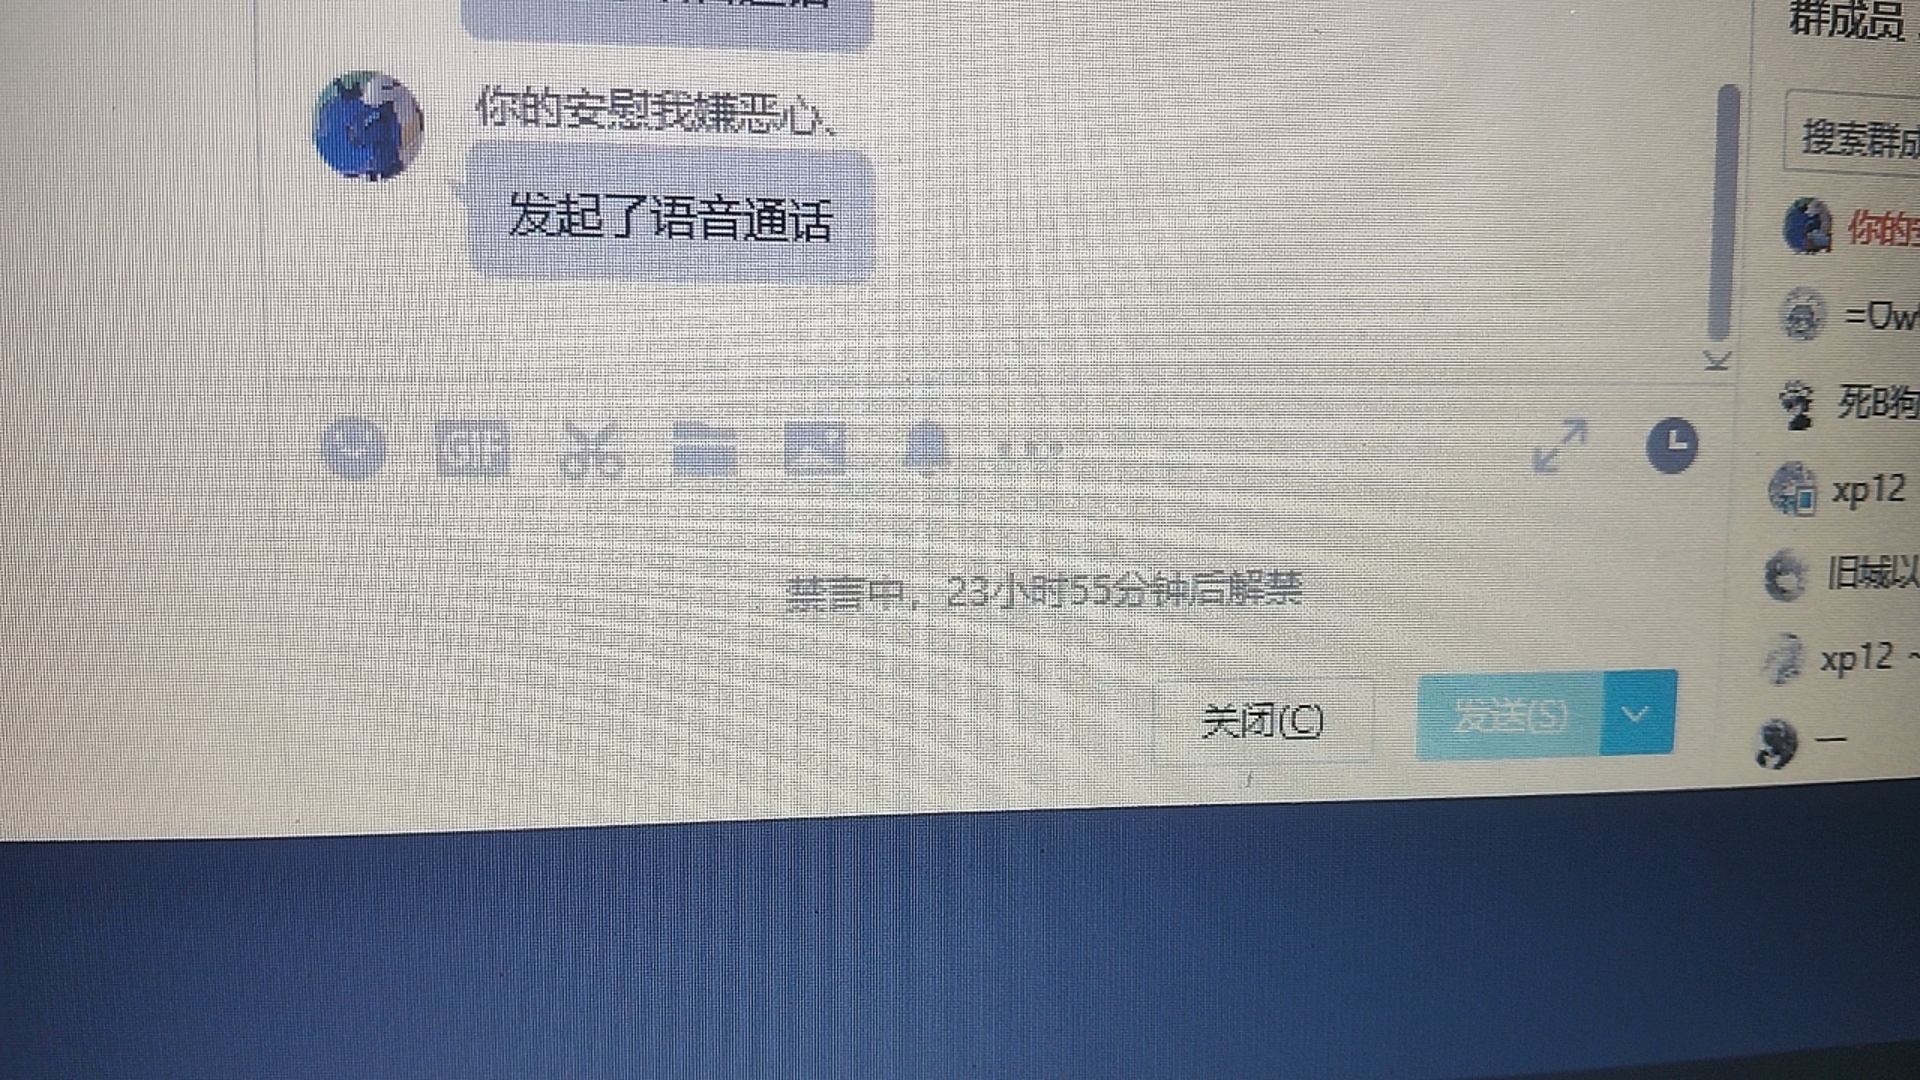 群成员
你的安慰我嫌恶心、
发起了语音通话
搜索群成
你的
=Ow
死B狗
xp12
旧城以
xp12 ~
一
GIF
禁言中，23小时55分钟后解禁
关闭(C)
发送(S)